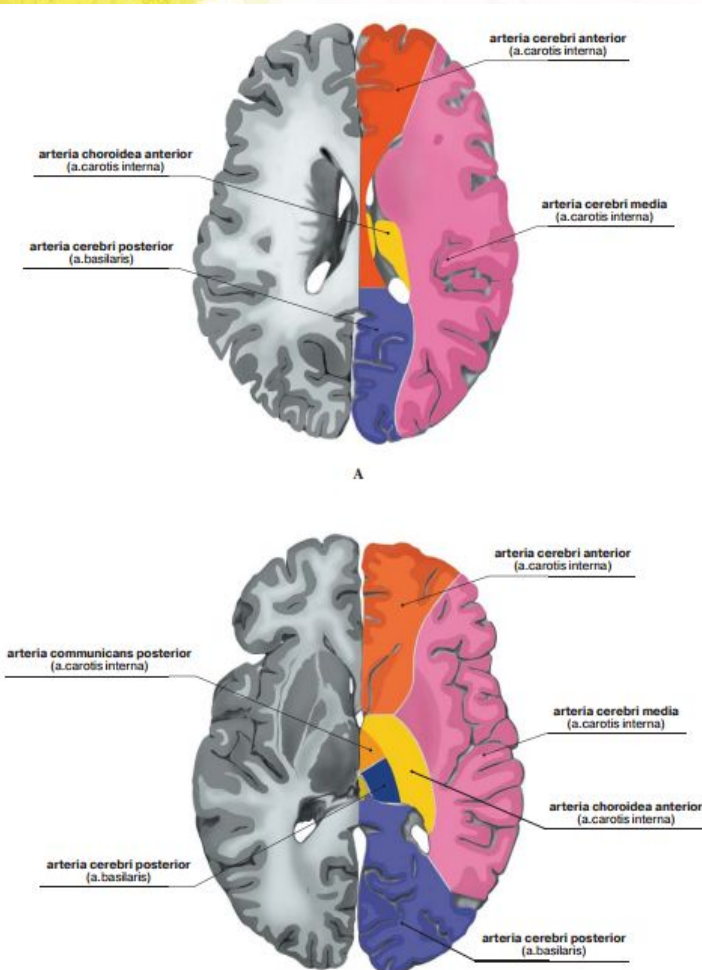 arteria cerebri anterior
(a.carotis interna)
arteria choroidea anterior
(a.carotis interna)
arteria cerebri media
(a.carotis interna)
arteria cerebri posterior
(a.basilaris)
A
arteria cerebri anterior
(a.carotis interna)
arteria communicans posterior
(a.carotis interna)
arteria cerebri media
(a.carotis interna)
arteria choroidea anterior
(a.carotis interna)
arteria cerebri posterior
(a.basilaris)
arteria cerebri posterior
(a.basilaris)